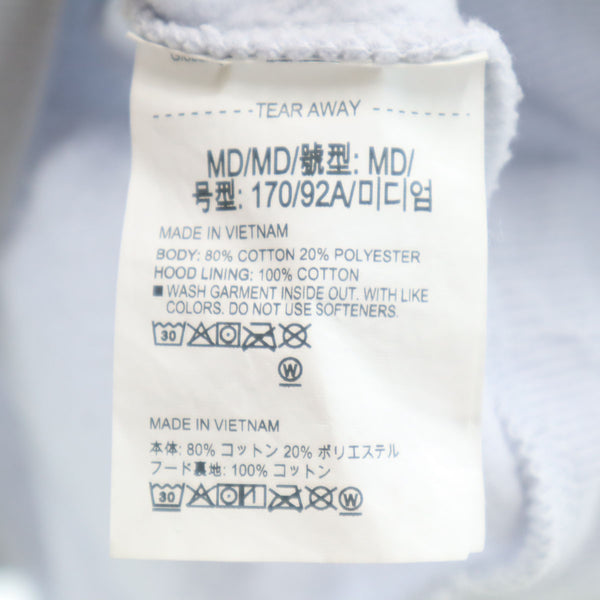 TEAR AWAY
MD/MD/號型: MD/
号型: 170/92A/미디엄
MADE IN VIETNAM
BODY: 80% COTTON 20% POLYESTER
HOOD LINING: 100% COTTON
■ WASH GARMENT INSIDE OUT. WITH LIKE
COLORS. DO NOT USE SOFTENERS.
30
W
MADE IN VIETNAM
本体: 80% コットン 20% ポリエステル
フード裏地: 100% コットン
30 W